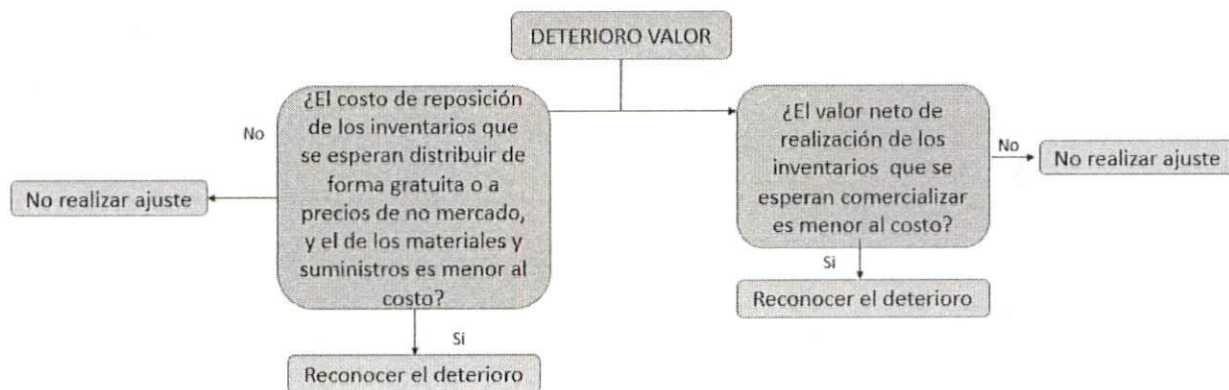 DETERIORO VALOR
¿El costo de reposición
de los inventarios que
se esperan distribuir de
forma gratuita o a
precios de no mercado,
y el de los materiales y
suministros es menor al
costo?
No
No realizar ajuste
Si
Reconocer el deterioro
¿El valor neto de
realización de los
inventarios que se
esperan comercializar
es menor al costo?
No
No realizar ajuste
Si
Reconocer el deterioro